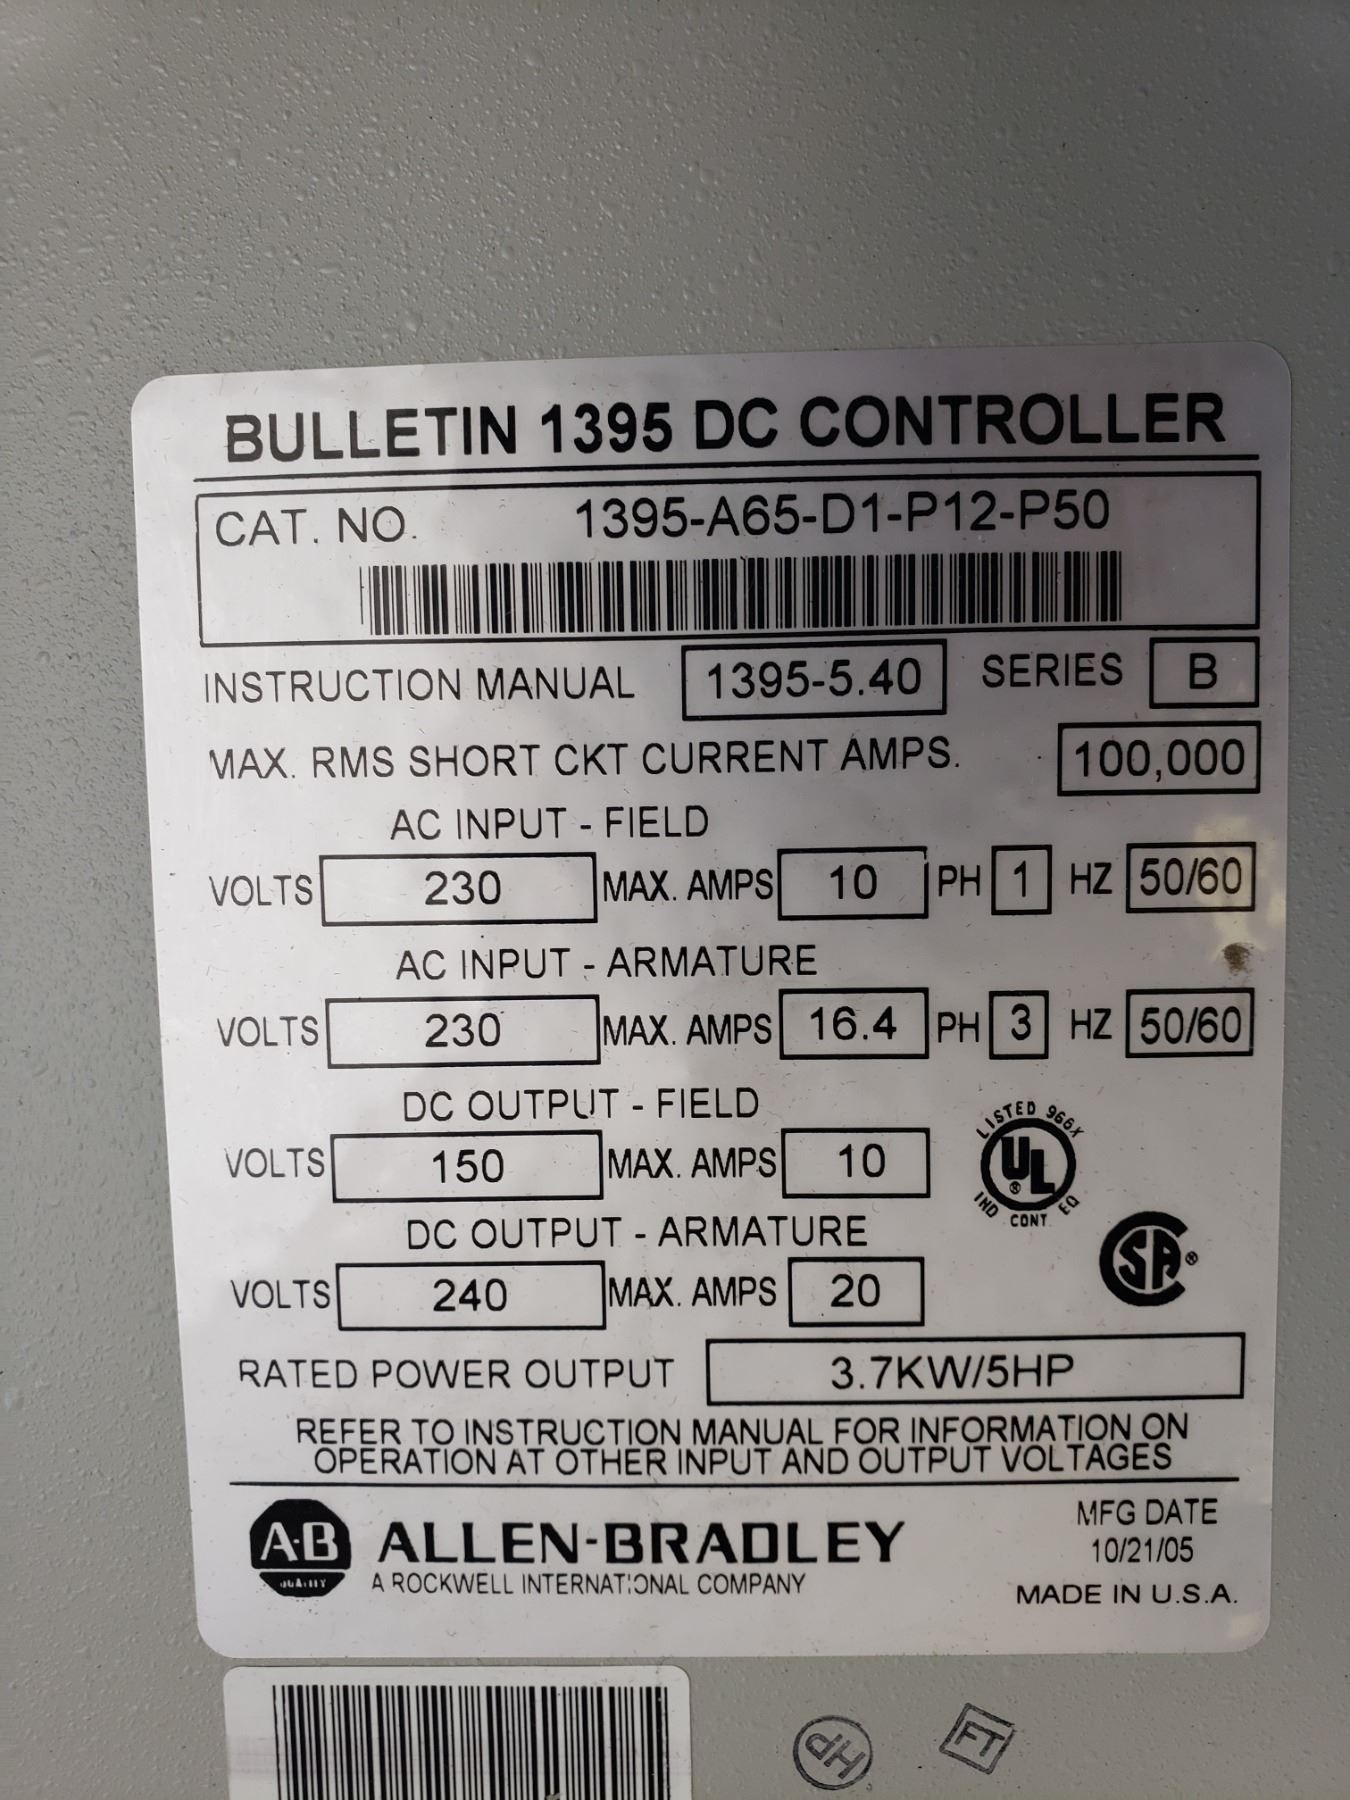 BULLETIN 1395 DC CONTROLLER
CAT. NO. 1395-A65-D1-P12-P50
INSTRUCTION MANUAL 1395-5.40 SERIES B
MAX. RMS SHORT CKT CURRENT AMPS. 100,000
AC INPUT - FIELD
VOLTS 230 MAX. AMPS 10 PH 1 HZ 50/60
AC INPUT - ARMATURE
VOLTS 230 MAX. AMPS 16.4 PH 3 HZ 50/60
DC OUTPUT - FIELD
VOLTS 150 MAX. AMPS 10
LISTED 966X
UL®
IND CONT EQ
DC OUTPUT - ARMATURE
VOLTS 240 MAX. AMPS 20
SA®
RATED POWER OUTPUT 3.7KW/5HP
REFER TO INSTRUCTION MANUAL FOR INFORMATION ON
OPERATION AT OTHER INPUT AND OUTPUT VOLTAGES
A-B
QUALITY
ALLEN-BRADLEY
A ROCKWELL INTERNATIONAL COMPANY
MFG DATE
10/21/05
MADE IN U.S.A.
HP
FT